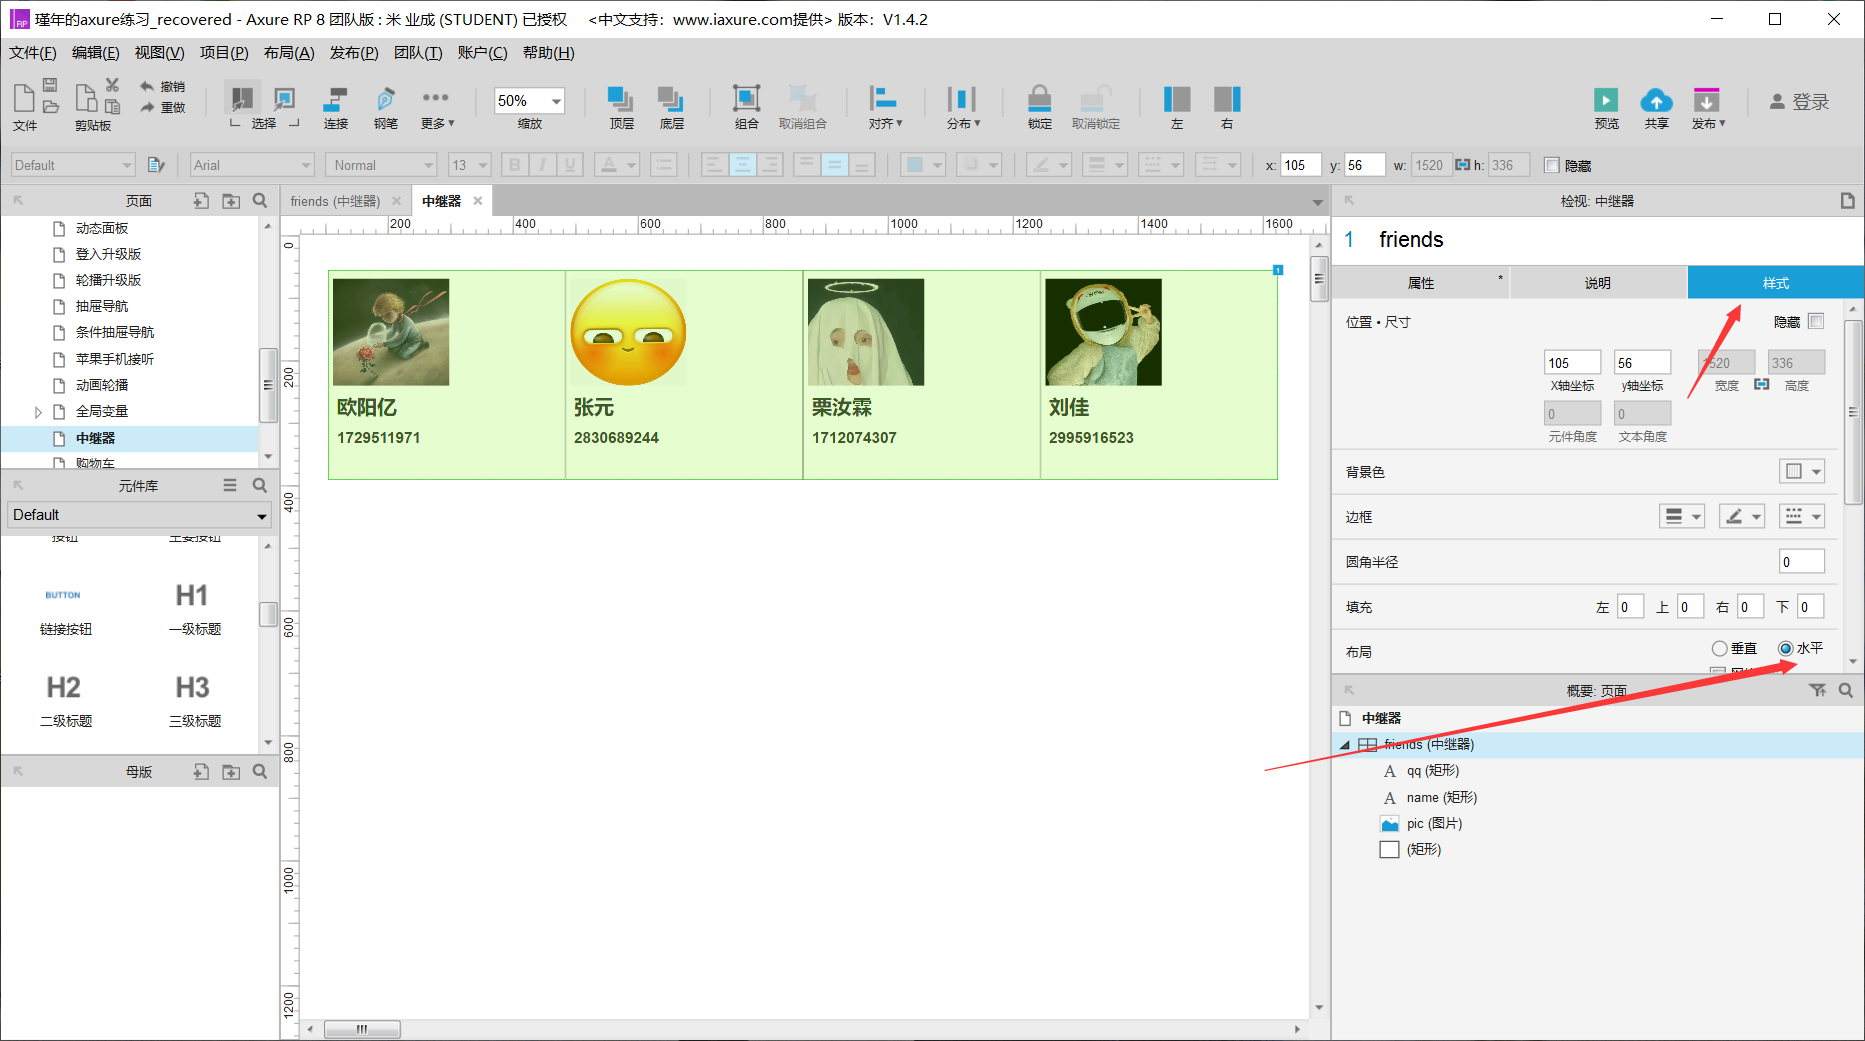 瑾年的axure练习_recovered - Axure RP 8 团队版 : 米 业成 (STUDENT) 已授权 <中文支持：www.iaxure.com提供> 版本：V1.4.2
文件(F) 编辑(E) 视图(V) 项目(P) 布局(A) 发布(P) 团队(T) 账户(C) 帮助(H)
撤销
重做
文件 剪贴板 选择 连接 钢笔 更多 50% 缩放 顶层 底层 组合 取消组合 对齐 分布 锁定 取消锁定 左 右 预览 共享 发布 登录
Default Arial Normal 13 B I U A x: 105 y: 56 w: 1520 h: 336 隐藏
页面
动态面板
登入升级版
轮播升级版
抽屉导航
条件抽屉导航
苹果手机接听
动画轮播
全局变量
中继器
购物车
元件库
Default
按钮 主要按钮
BUTTON H1
链接按钮 一级标题
H2 H3
二级标题 三级标题
母版
friends (中继器) 中继器
200 400 600 800 1000 1200 1400 1600
0
200
400
600
800
1000
1200
1
欧阳亿 张元 栗汝霖 刘佳
1729511971 2830689244 1712074307 2995916523
检视: 中继器
1 friends
属性 * 说明 样式
位置 • 尺寸 隐藏
105 56 336
X轴坐标 y轴坐标 宽度 高度
0 0
元件角度 文本角度
背景色
边框
圆角半径 0
填充 左 0 上 0 右 0 下 0
布局 垂直 水平
概要: 页面
中继器
friends (中继器)
qq (矩形)
name (矩形)
pic (图片)
(矩形)